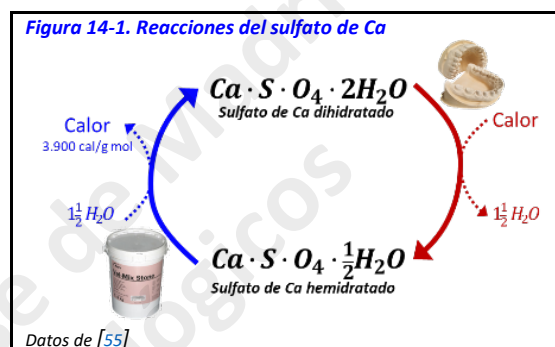 Figura 14-1. Reacciones del sulfato de Ca
Ca · S · O₄ · 2H₂O
Sulfato de Ca dihidratado
Calor
3.900 cal/g mol
Calor
1½ H₂O
1½ H₂O
Ca · S · O₄ · ½H₂O
Sulfato de Ca hemidratado
Datos de [55]